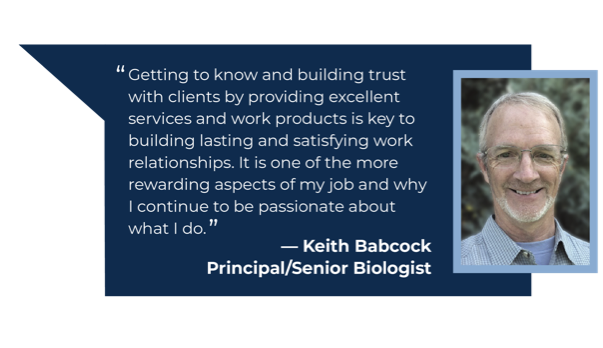 “Getting to know and building trust
with clients by providing excellent
services and work products is key to
building lasting and satisfying work
relationships. It is one of the more
rewarding aspects of my job and why
I continue to be passionate about
what I do.”
— Keith Babcock
Principal/Senior Biologist